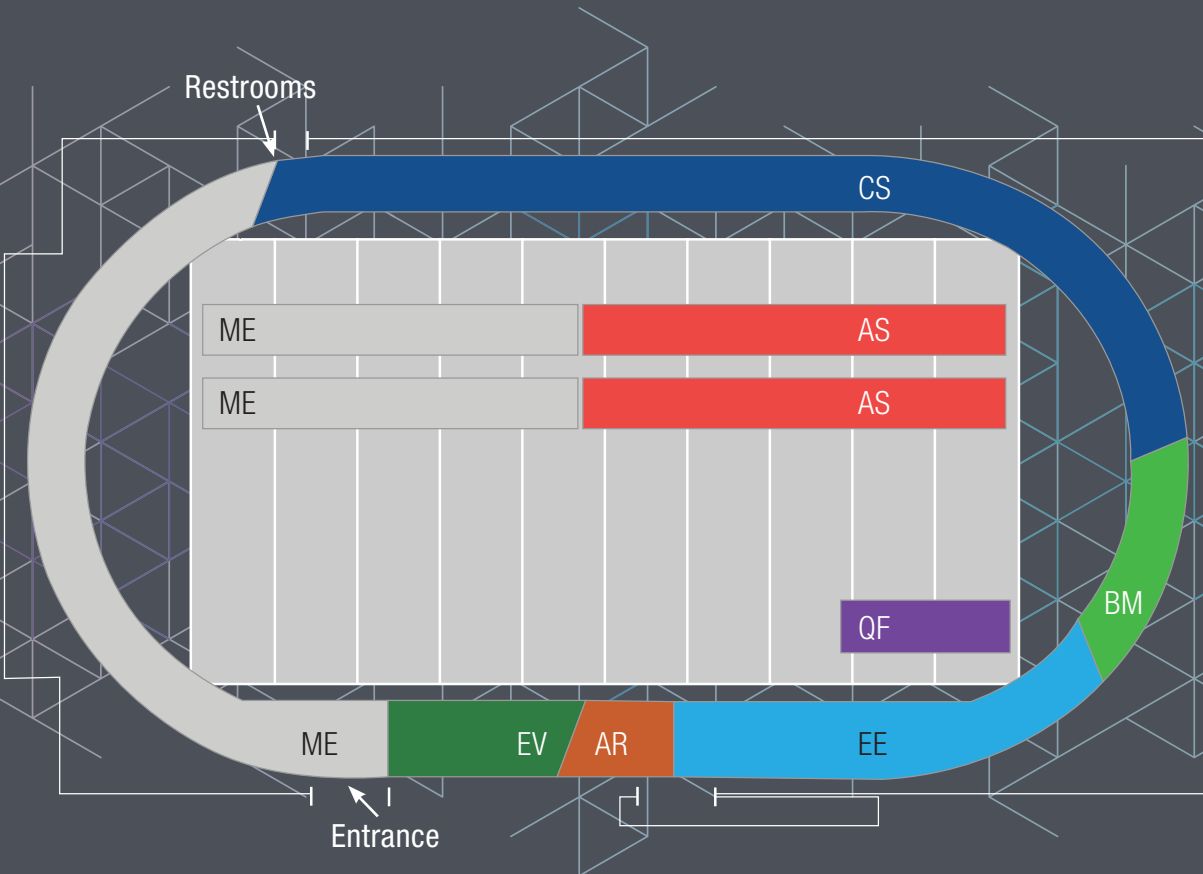 Restrooms
CS
ME AS
ME AS
BM
QF
ME EV AR EE
Entrance